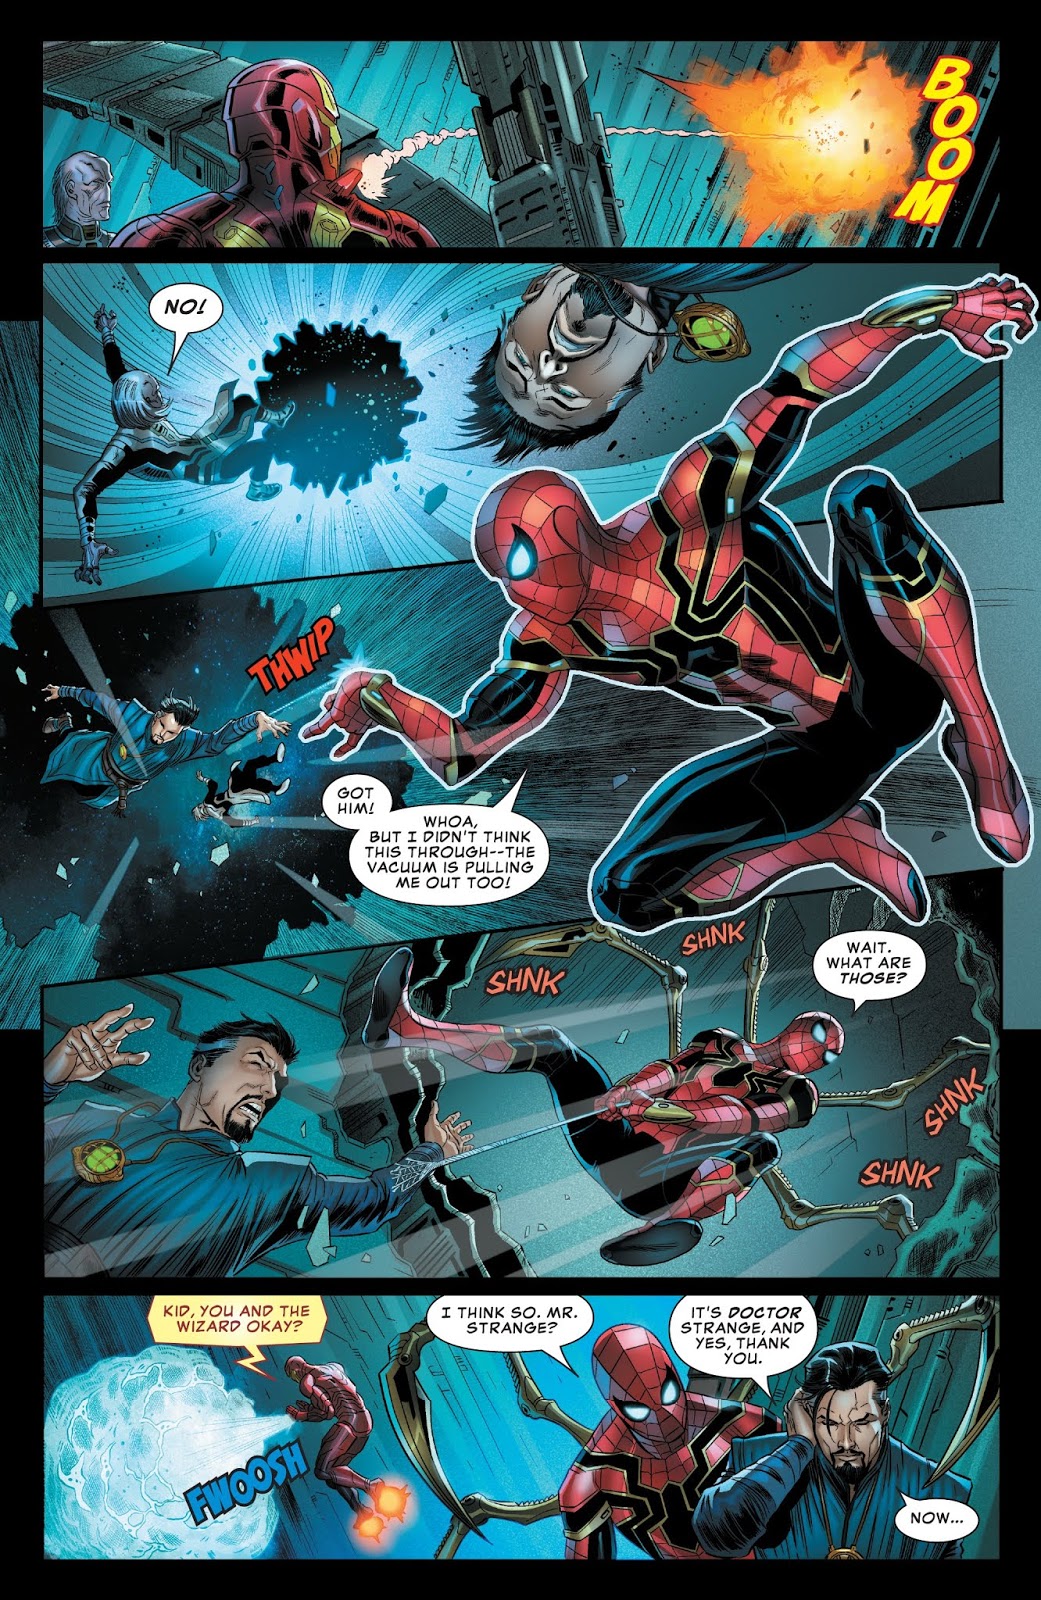 BOOM
NO!
THWIP
GOT
HIM!
WHOA,
BUT I DIDN'T THINK
THIS THROUGH--THE
VACUUM IS PULLING
ME OUT TOO!
SHNK
SHNK
WAIT.
WHAT ARE
THOSE?
SHNK
SHNK
KID, YOU AND THE
WIZARD OKAY?
FWOOSH
I THINK SO. MR.
STRANGE?
IT'S DOCTOR
STRANGE, AND
YES, THANK
YOU.
NOW...